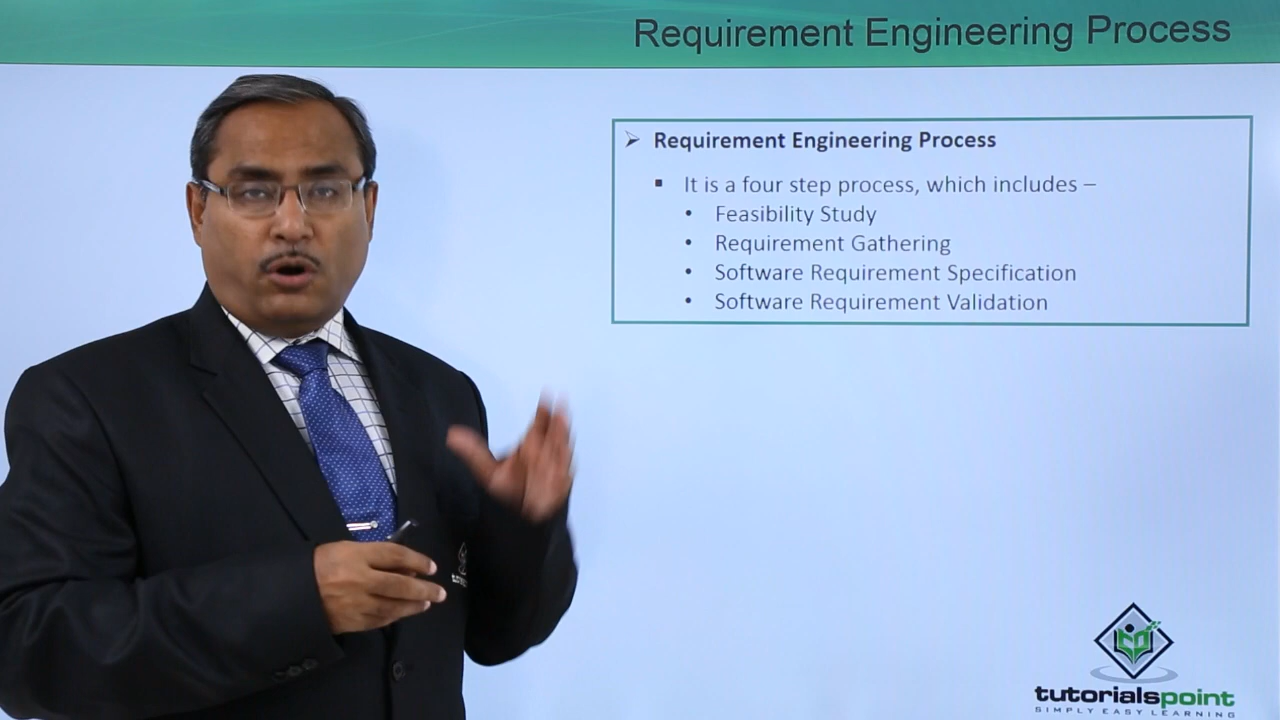 Requirement Engineering Process
➢ Requirement Engineering Process
▪ It is a four step process, which includes –
• Feasibility Study
• Requirement Gathering
• Software Requirement Specification
• Software Requirement Validation
tutorialspoint
SIMPLY EASY LEARNING